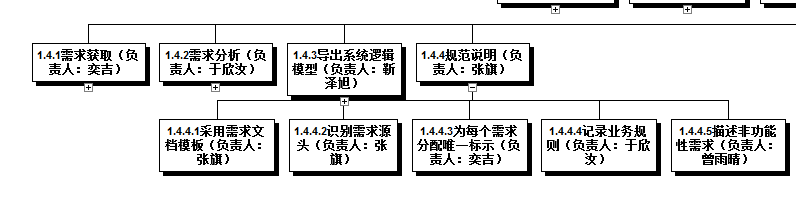 1.4.1需求获取（负
责人：奕吉）
1.4.2需求分析（负
责人：于欣汝）
1.4.3导出系统逻辑
模型（负责人：靳
泽旭）
1.4.4规范说明（负
责人：张旗）
1.4.4.1采用需求文
档模板（负责人：
张旗）
1.4.4.2识别需求源
头（负责人：张
旗）
1.4.4.3为每个需求
分配唯一标示（负
责人：奕吉）
1.4.4.4记录业务规
则（负责人：于欣
汝）
1.4.4.5描述非功能
性需求（负责人：
曾雨晴）